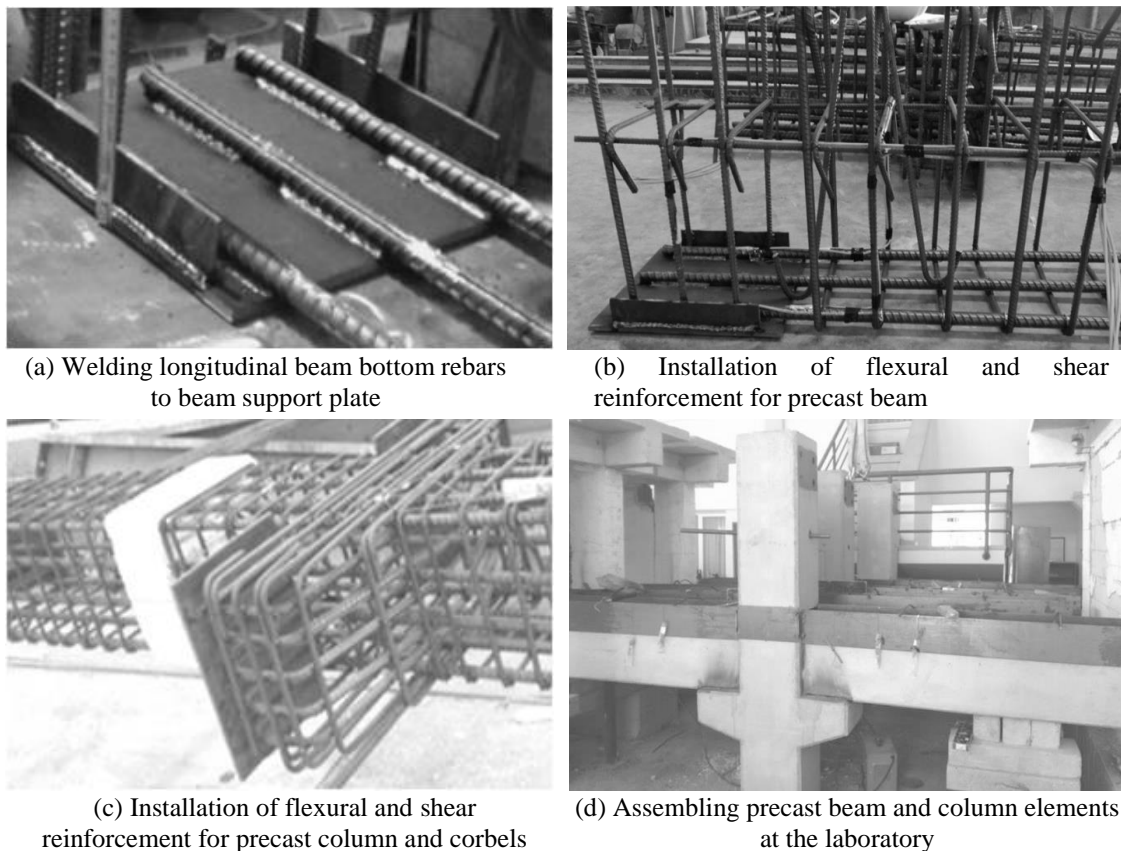 (a) Welding longitudinal beam bottom rebars
to beam support plate
(b) Installation of flexural and shear
reinforcement for precast beam
(c) Installation of flexural and shear
reinforcement for precast column and corbels
(d) Assembling precast beam and column elements
at the laboratory